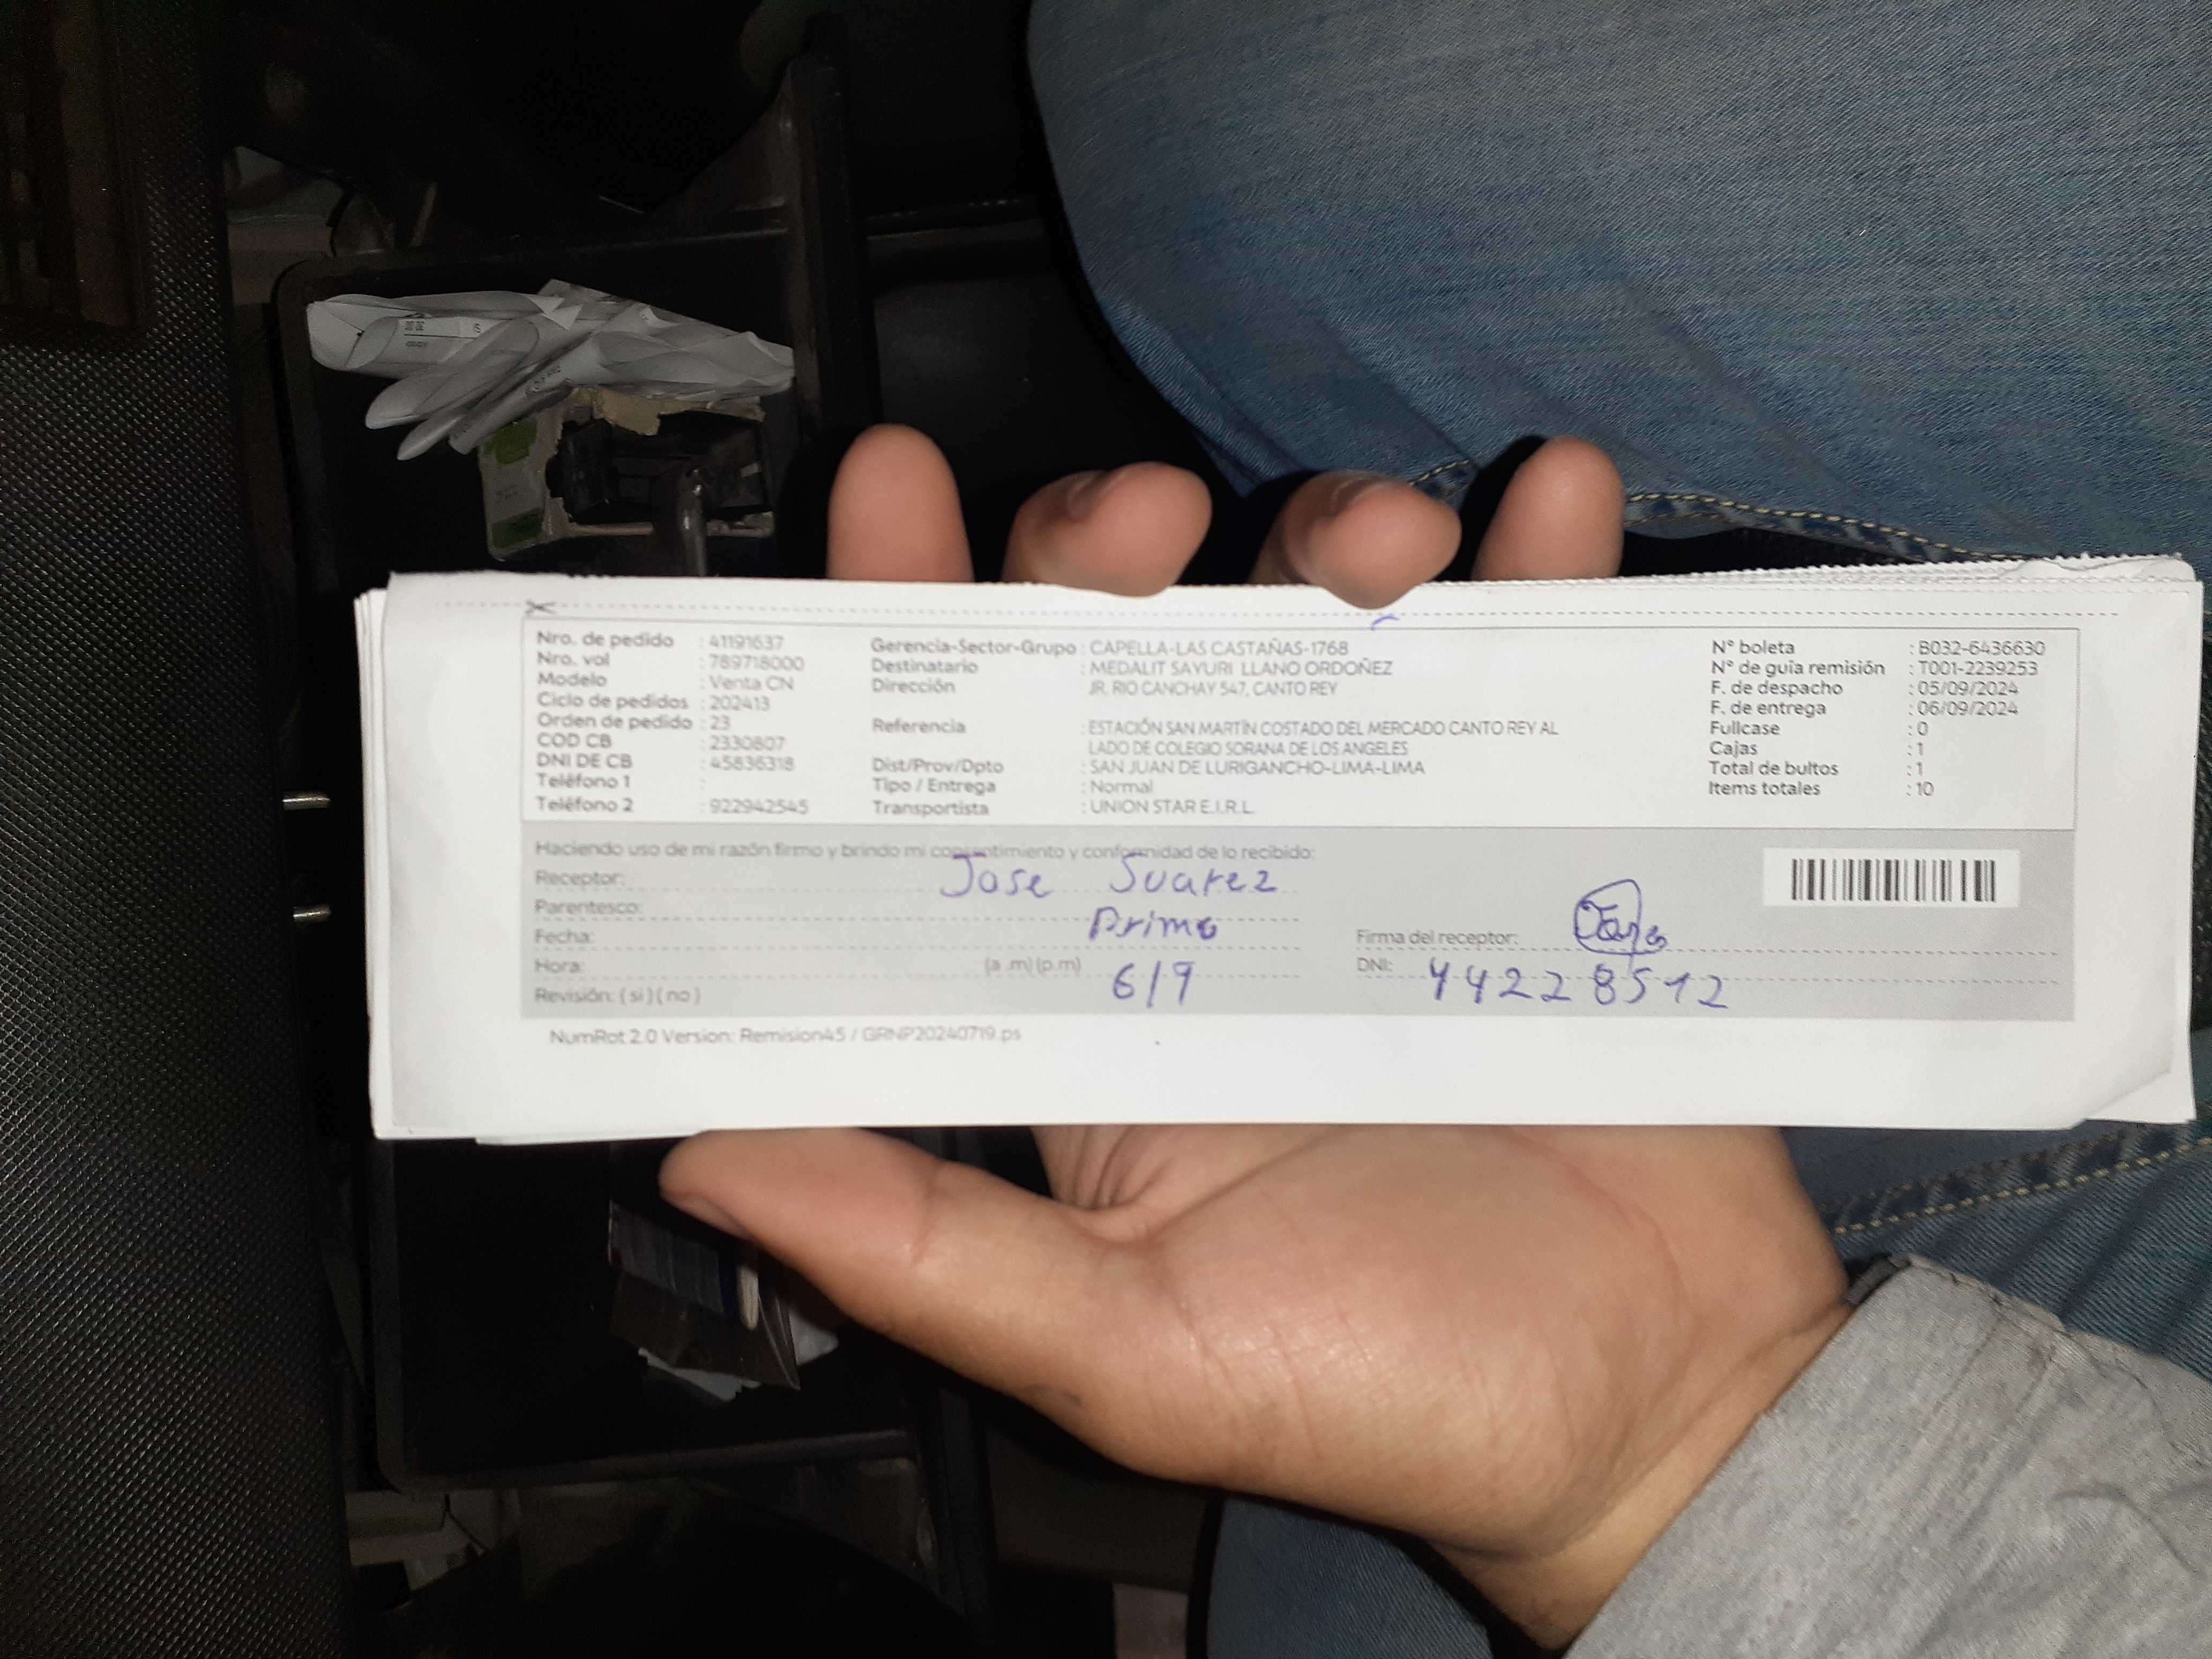 Nro. de pedido : 41191637
Nro. vol : 789718000
Modelo : Venta CN
Ciclo de pedidos : 202413
Orden de pedido : 23
COD CB : 2330807
DNI DE CB : 45836318
Teléfono 1 :
Teléfono 2 : 922942545
Gerencia-Sector-Grupo : CAPELLA-LAS CASTAÑAS-1768
Destinatario : MEDALIT SAYURI LLANO ORDOÑEZ
Dirección JR. RIO CANCHAY 547, CANTO REY
Referencia : ESTACIÓN SAN MARTÍN COSTADO DEL MERCADO CANTO REY AL
LADO DE COLEGIO SORANA DE LOS ANGELES
Dist/Prov/Dpto : SAN JUAN DE LURIGANCHO-LIMA-LIMA
Tipo / Entrega : Normal
Transportista : UNION STAR E.I.R.L.
N° boleta : B032-6436630
N° de guía remisión : T001-2239253
F. de despacho : 05/09/2024
F. de entrega : 06/09/2024
Fullcase : 0
Cajas : 1
Total de bultos : 1
Items totales : 10
Haciendo uso de mi razón firmo y brindo mi consentimiento y conformidad de lo recibido:
Receptor: Jose Suarez
Parentesco: Primo
Fecha:
Hora: (a .m) (p.m) 6/9
Revisión: ( si ) ( no )
Firma del receptor:
DNI: 44228512
NumRot 2.0 Version: Remision45 / GRNP20240719.ps